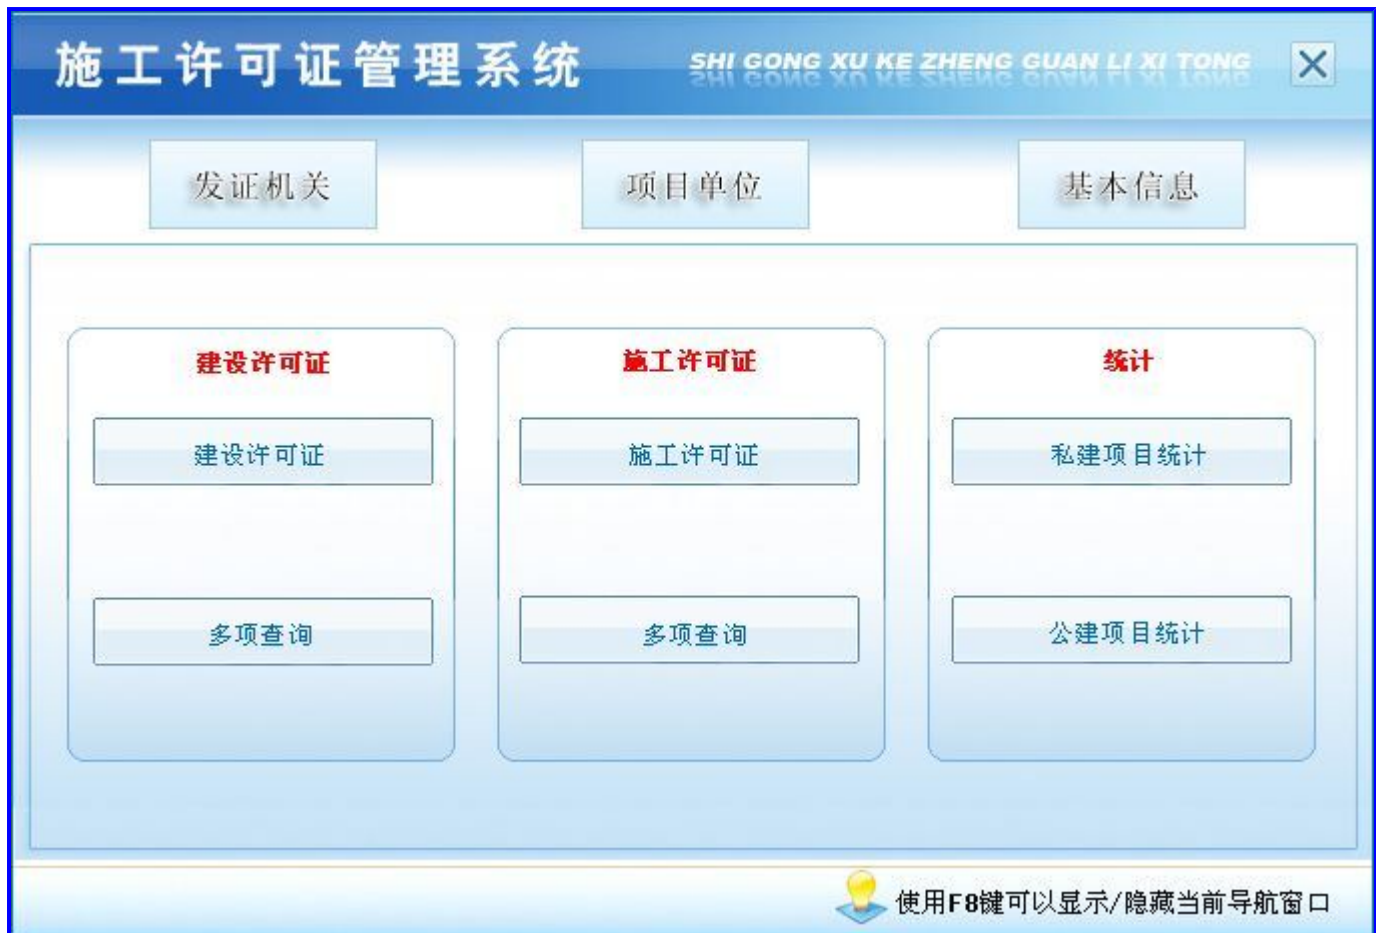 施工许可证管理系统
SHI GONG XU KE ZHENG GUAN LI XI TONG
发证机关
项目单位
基本信息
建设许可证
施工许可证
统计
建设许可证
施工许可证
私建项目统计
多项查询
多项查询
公建项目统计
使用F8键可以显示/隐藏当前导航窗口